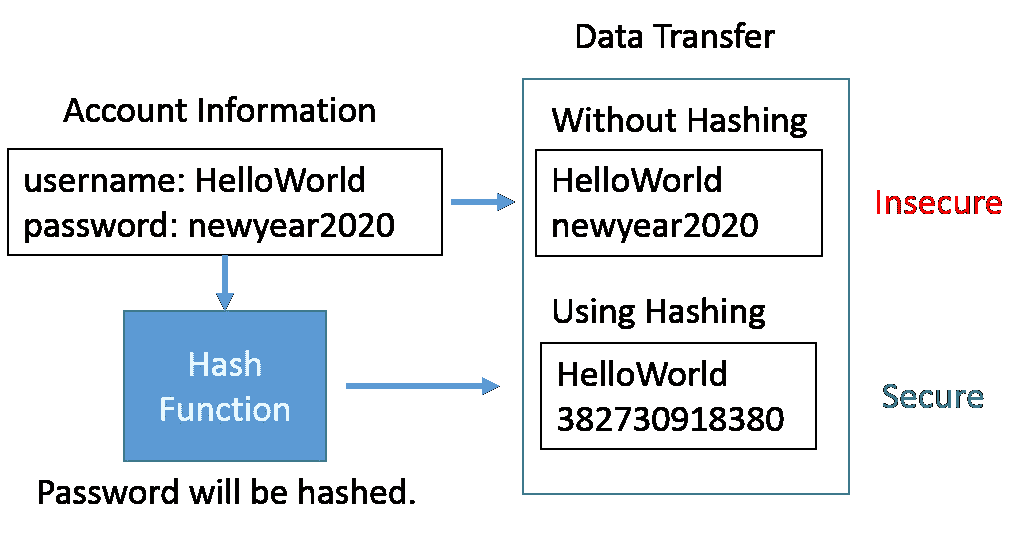 Data Transfer
Account Information
username: HelloWorld
password: newyear2020
Without Hashing
HelloWorld
newyear2020
Insecure
Hash
Function
Password will be hashed.
Using Hashing
HelloWorld
382730918380
Secure